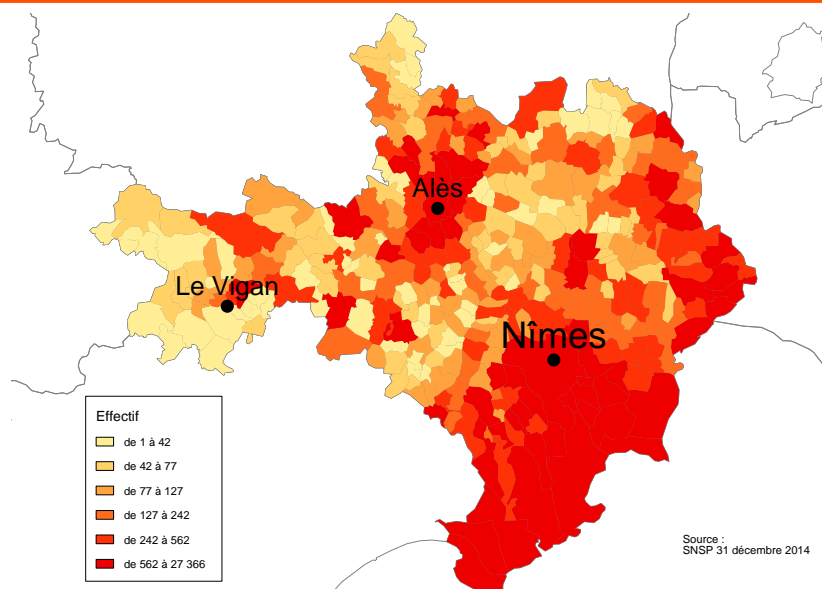 Alès
Le Vigan
Nîmes
Effectif
de 1 à 42
de 42 à 77
de 77 à 127
de 127 à 242
de 242 à 562
de 562 à 27 366
Source :
SNSP 31 décembre 2014